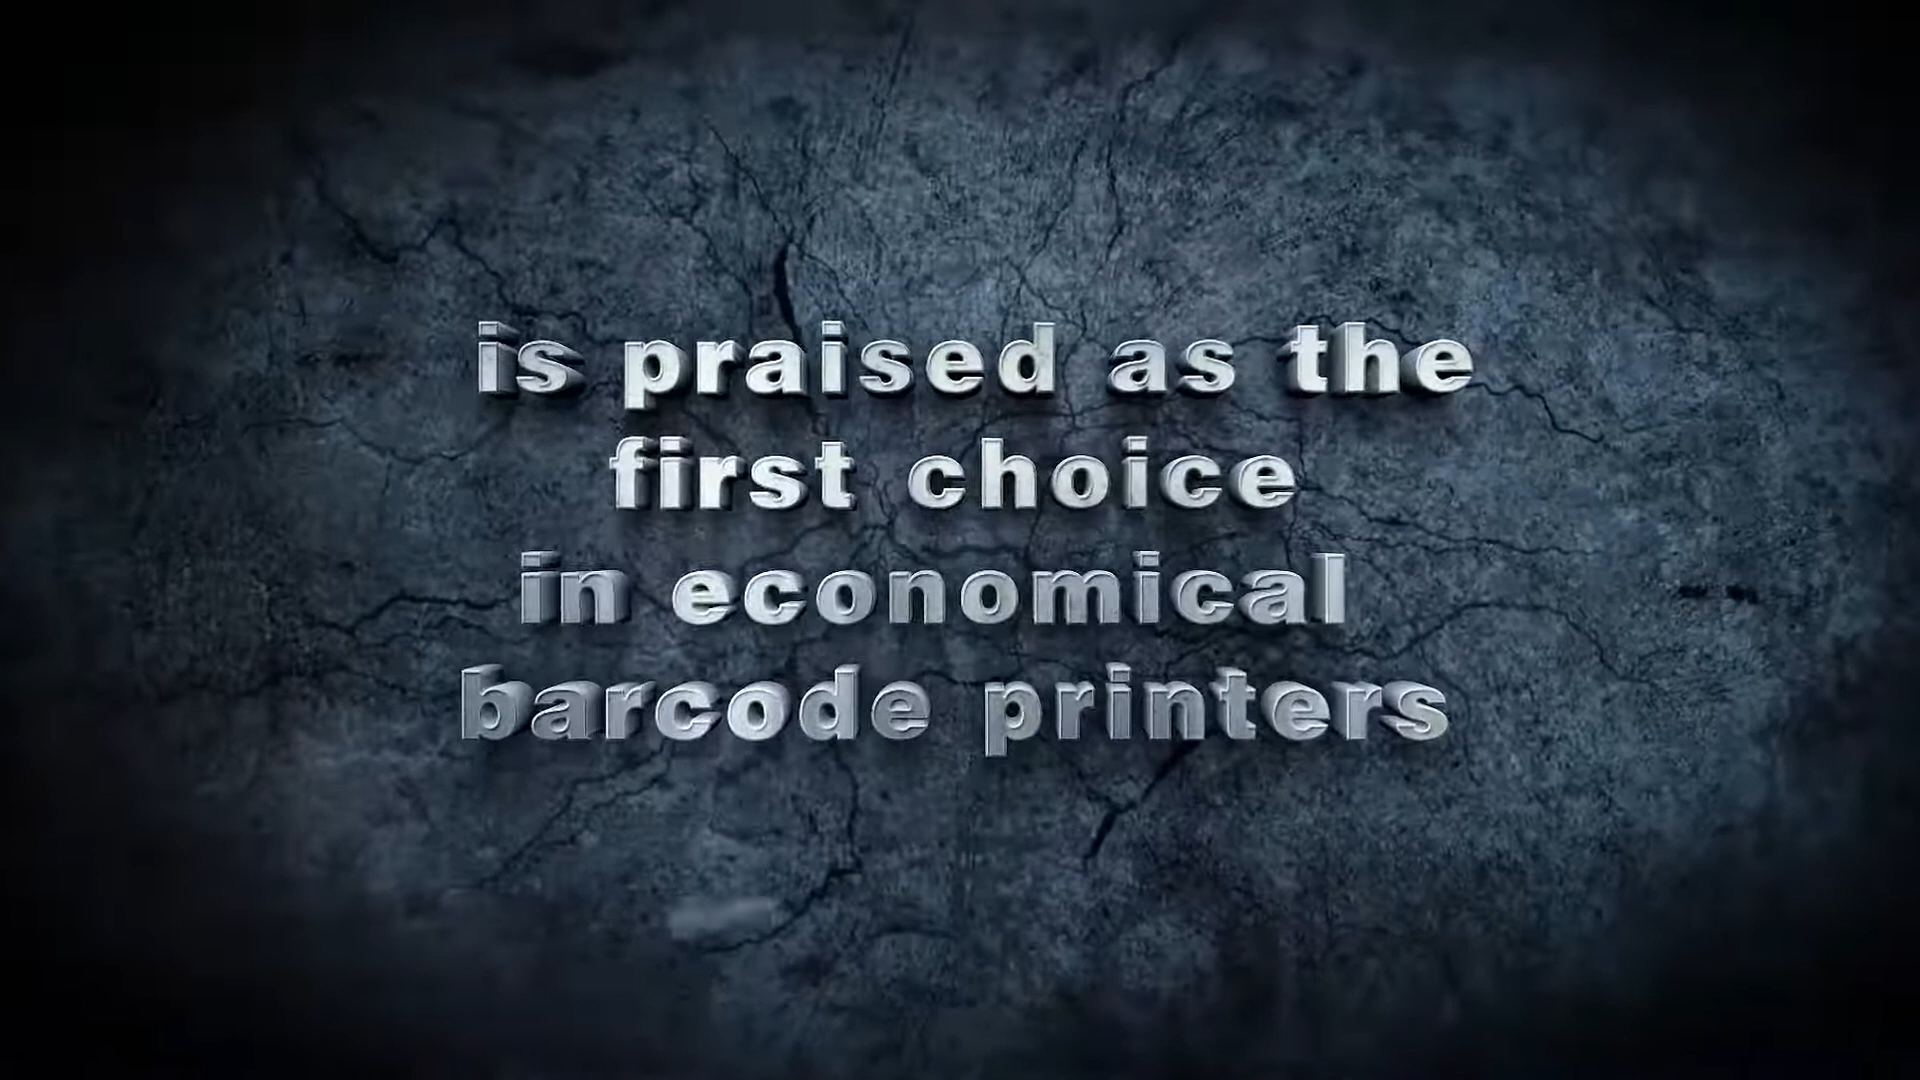 is praised as the
first choice
in economical
barcode printers